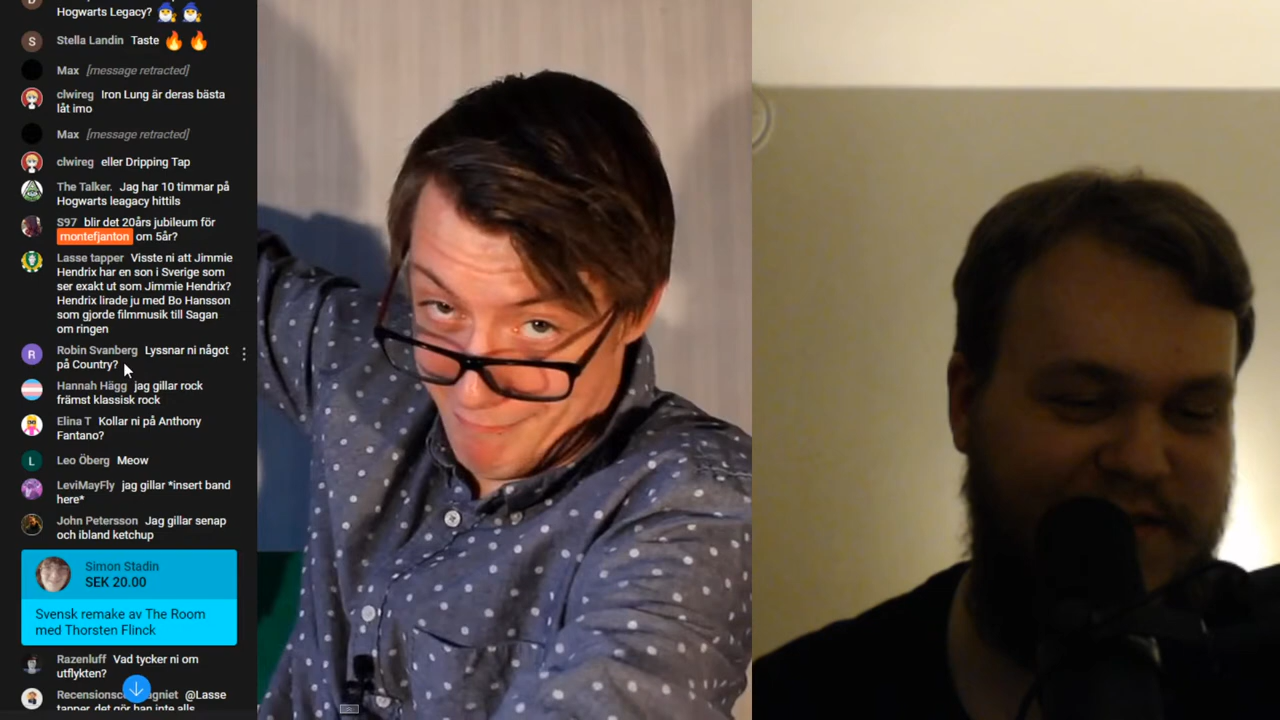 Hogwarts Legacy?
Stella Landin Taste
Max [message retracted]
clwireg Iron Lung är deras bästa
låt imo
Max [message retracted]
clwireg eller Dripping Tap
The Talker. Jag har 10 timmar på
Hogwarts leagacy hittils
S97 blir det 20års jubileum för
montefjanton om 5år?
Lasse tapper Visste ni att Jimmie
Hendrix har en son i Sverige som
ser exakt ut som Jimmie Hendrix?
Hendrix lirade ju med Bo Hansson
som gjorde filmmusik till Sagan
om ringen
R Robin Svanberg Lyssnar ni något
på Country?
Hannah Hägg jag gillar rock
främst klassisk rock
Elina T Kollar ni på Anthony
Fantano?
L Leo Öberg Meow
LeviMayFly jag gillar *insert band
here*
John Petersson Jag gillar senap
och ibland ketchup
Simon Stadin
SEK 20.00
Svensk remake av The Room
med Thorsten Flinck
Razenluff Vad tycker ni om
utflykten?
@Lasse
tapper det gör han inte alls